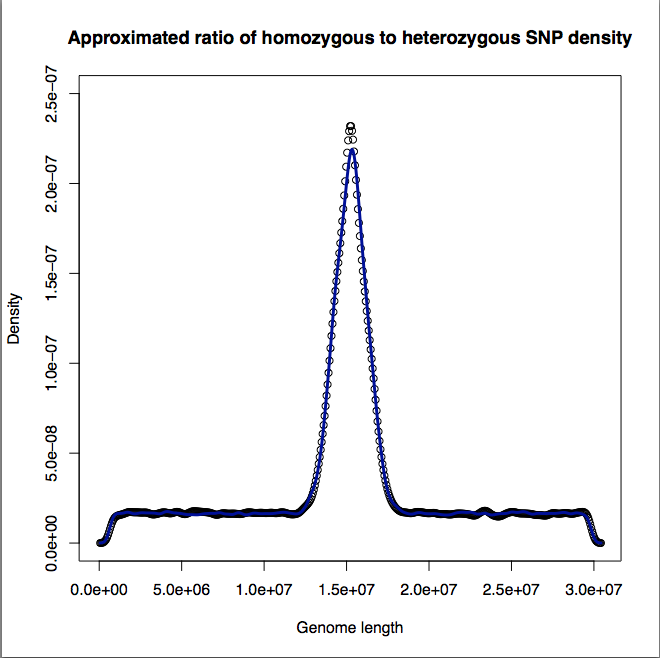 Approximated ratio of homozygous to heterozygous SNP density
2.5e−07
2.0e−07
1.5e−07
1.0e−07
5.0e−08
0.0e+00
Density
0.0e+00 5.0e+06 1.0e+07 1.5e+07 2.0e+07 2.5e+07 3.0e+07
Genome length